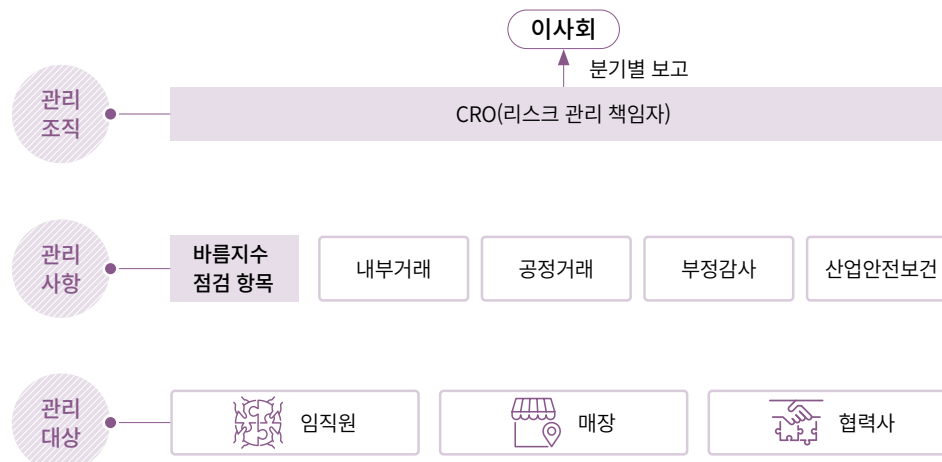 이사회
분기별 보고
관리
조직
CRO(리스크 관리 책임자)
관리
사항
바름지수
점검 항목
내부거래
공정거래
부정감사
산업안전보건
관리
대상
임직원
매장
협력사